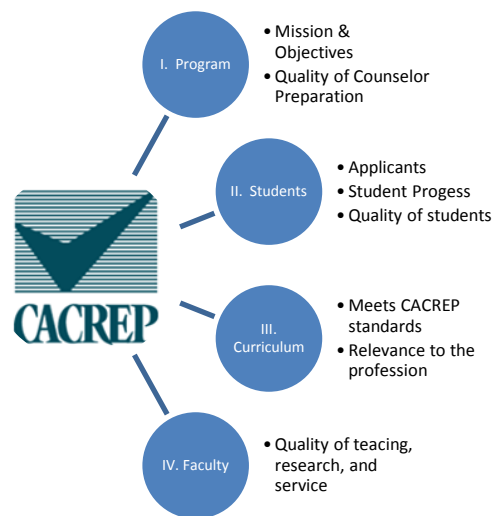 I. Program
• Mission &
Objectives
• Quality of Counselor
Preparation
II. Students
• Applicants
• Student Progess
• Quality of students
CACREP
III.
Curriculum
• Meets CACREP
standards
• Relevance to the
profession
IV. Faculty
• Quality of teacing,
research, and
service